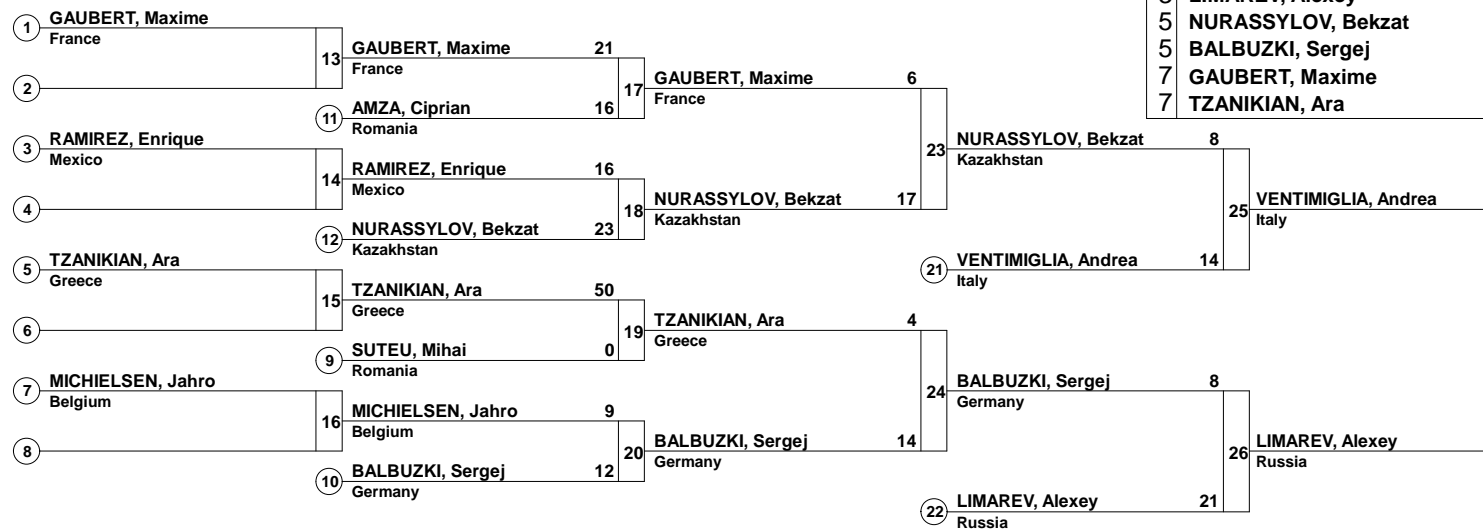 3 LIMAREV, Alexey
5 NURASSYLOV, Bekzat
5 BALBUZKI, Sergej
7 GAUBERT, Maxime
7 TZANIKIAN, Ara
1 GAUBERT, Maxime
France
2
13
3 RAMIREZ, Enrique
Mexico
4
14
5 TZANIKIAN, Ara
Greece
6
15
7 MICHIELSEN, Jahro
Belgium
8
16
GAUBERT, Maxime 21
France
11 AMZA, Ciprian 16
Romania
17
RAMIREZ, Enrique 16
Mexico
12 NURASSYLOV, Bekzat 23
Kazakhstan
18
TZANIKIAN, Ara 50
Greece
9 SUTEU, Mihai 0
Romania
19
MICHIELSEN, Jahro 9
Belgium
10 BALBUZKI, Sergej 12
Germany
20
GAUBERT, Maxime 6
France
NURASSYLOV, Bekzat 17
Kazakhstan
23
TZANIKIAN, Ara 4
Greece
BALBUZKI, Sergej 14
Germany
24
NURASSYLOV, Bekzat 8
Kazakhstan
21 VENTIMIGLIA, Andrea 14
Italy
25
BALBUZKI, Sergej 8
Germany
22 LIMAREV, Alexey 21
Russia
26
VENTIMIGLIA, Andrea
Italy
LIMAREV, Alexey
Russia